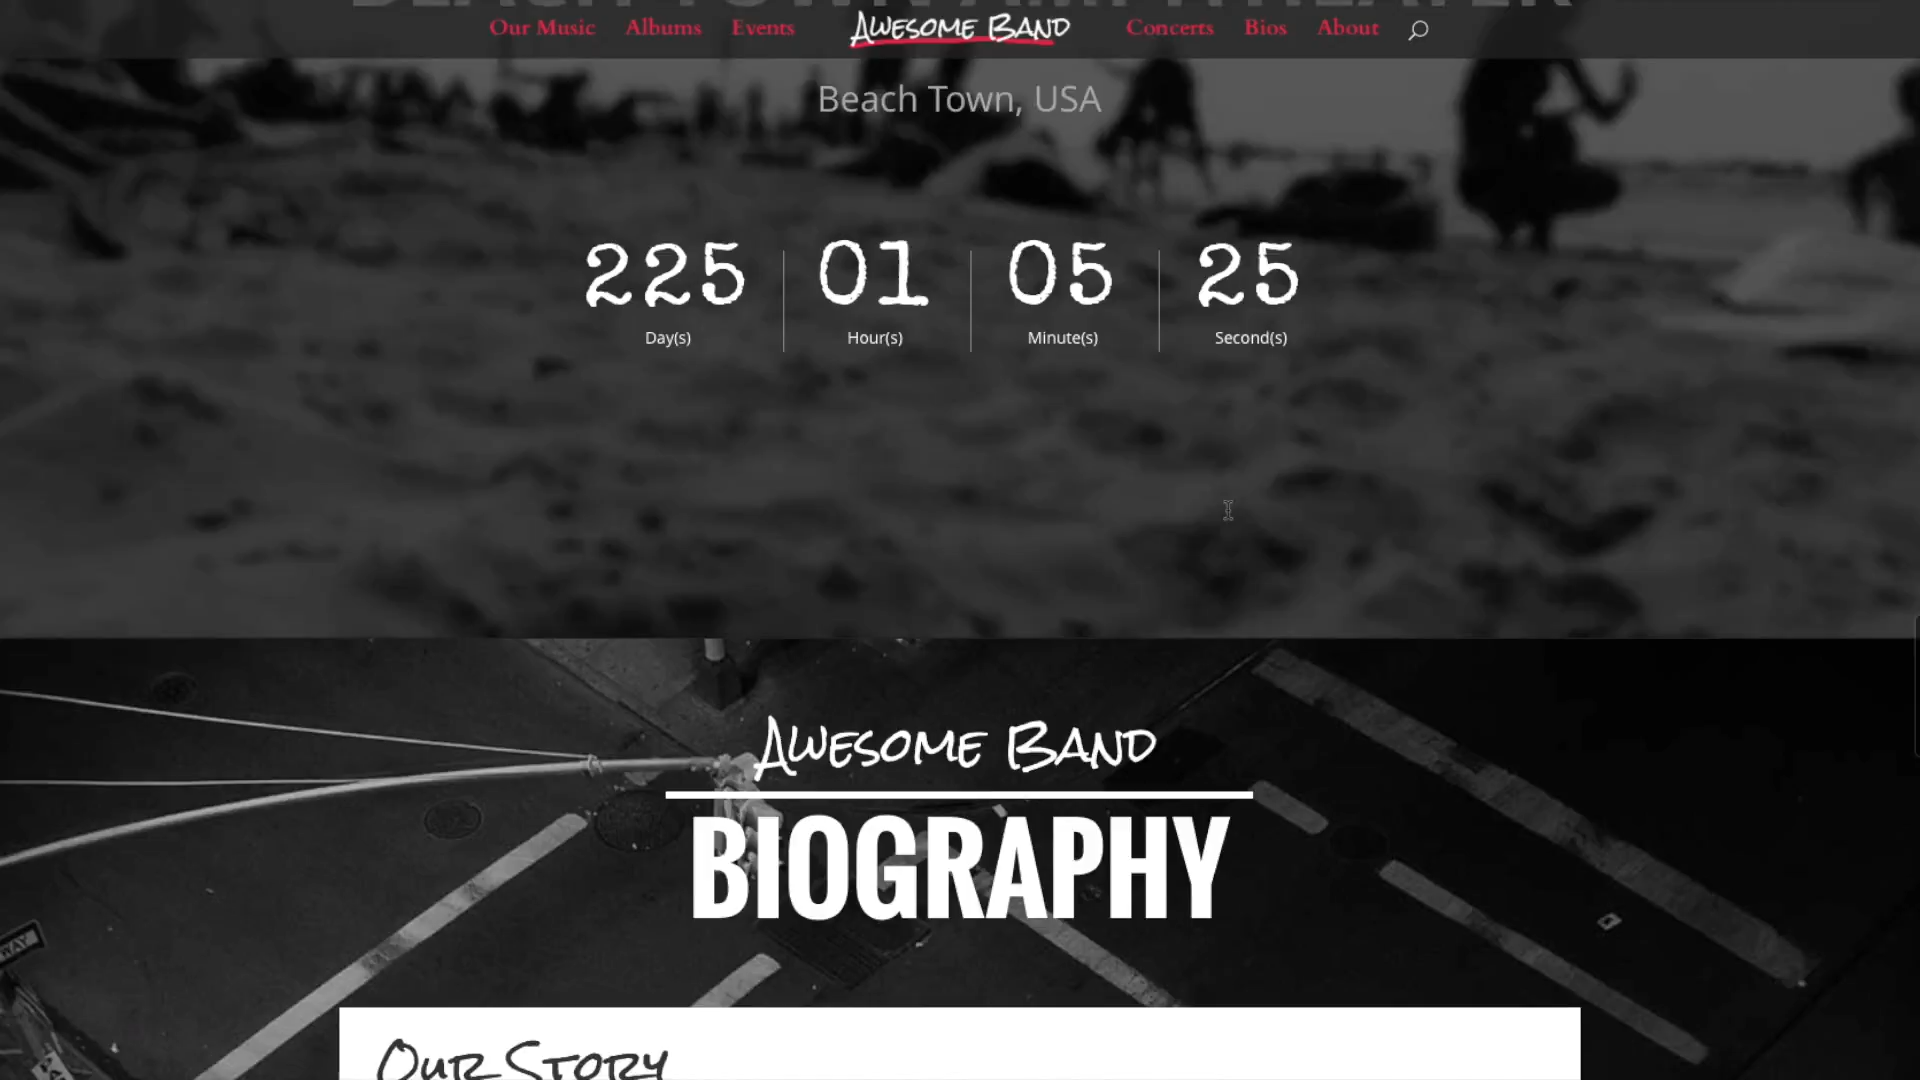 Our Music Albums Events Awesome Band Concerts Bios About
Beach Town, USA
225 01 05 25
Day(s) Hour(s) Minute(s) Second(s)
Awesome Band
BIOGRAPHY
WAY
Our Story